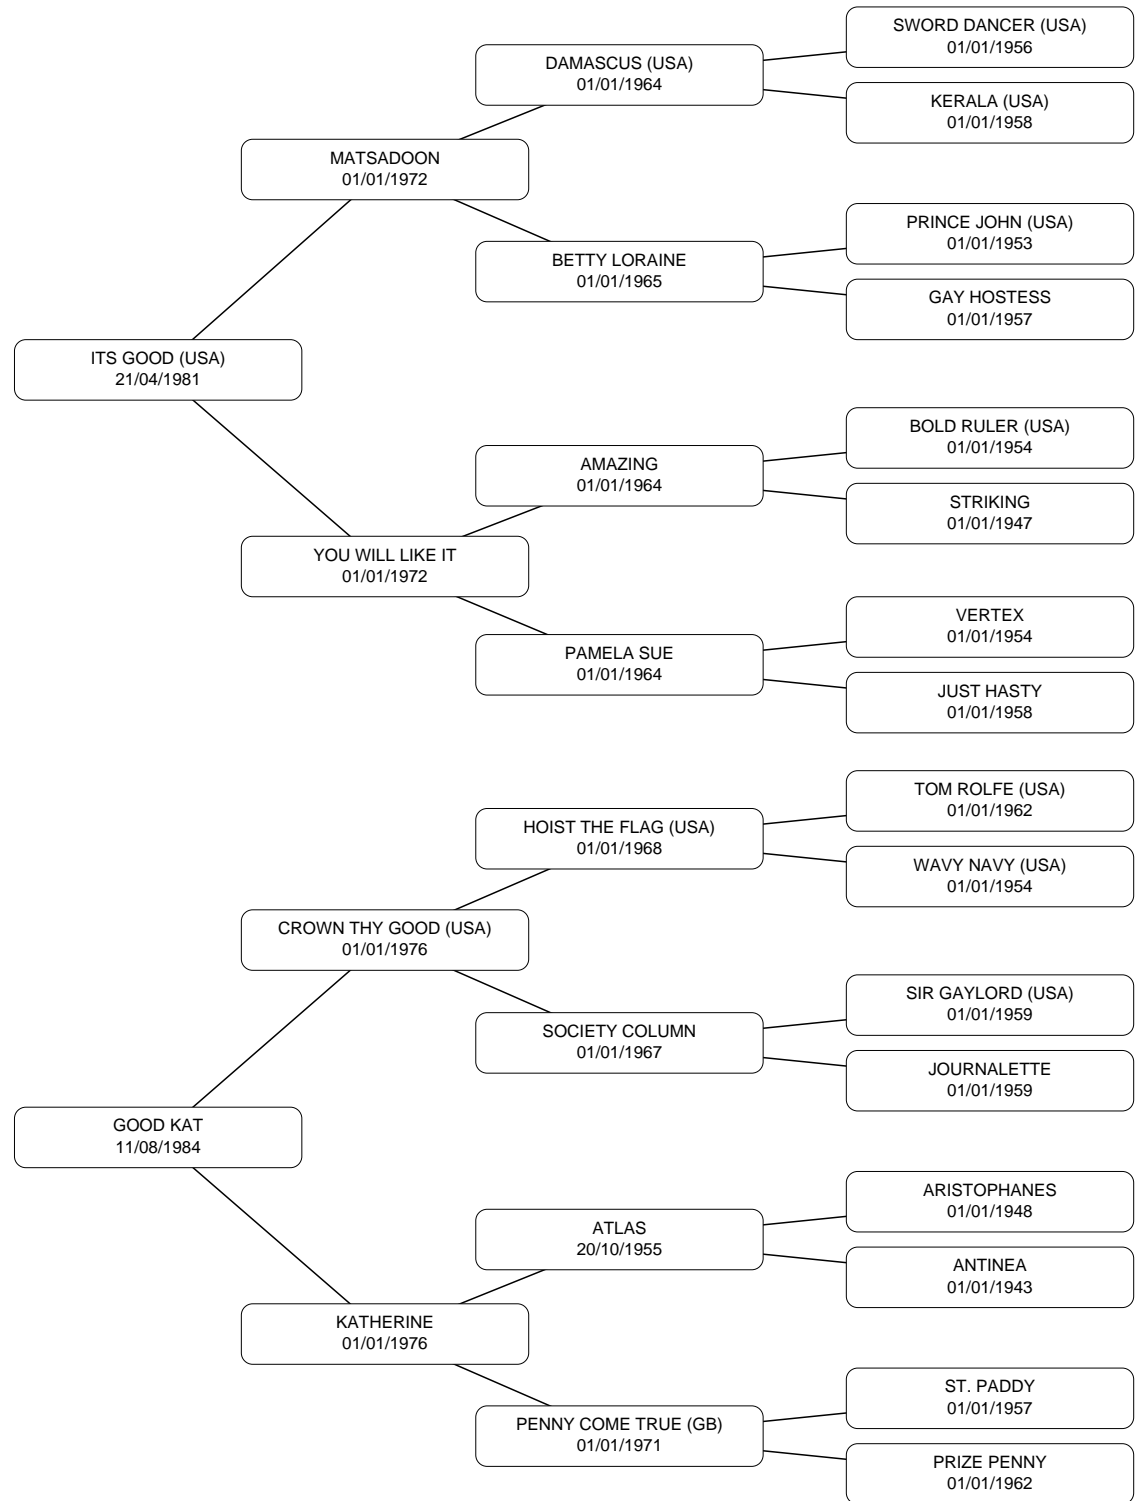 SWORD DANCER (USA)
01/01/1956
DAMASCUS (USA)
01/01/1964
KERALA (USA)
01/01/1958
MATSADOON
01/01/1972
PRINCE JOHN (USA)
01/01/1953
BETTY LORAINE
01/01/1965
GAY HOSTESS
01/01/1957
ITS GOOD (USA)
21/04/1981
BOLD RULER (USA)
01/01/1954
AMAZING
01/01/1964
STRIKING
01/01/1947
YOU WILL LIKE IT
01/01/1972
VERTEX
01/01/1954
PAMELA SUE
01/01/1964
JUST HASTY
01/01/1958
TOM ROLFE (USA)
01/01/1962
HOIST THE FLAG (USA)
01/01/1968
WAVY NAVY (USA)
01/01/1954
CROWN THY GOOD (USA)
01/01/1976
SIR GAYLORD (USA)
01/01/1959
SOCIETY COLUMN
01/01/1967
JOURNALETTE
01/01/1959
GOOD KAT
11/08/1984
ARISTOPHANES
01/01/1948
ATLAS
20/10/1955
ANTINEA
01/01/1943
KATHERINE
01/01/1976
ST. PADDY
01/01/1957
PENNY COME TRUE (GB)
01/01/1971
PRIZE PENNY
01/01/1962